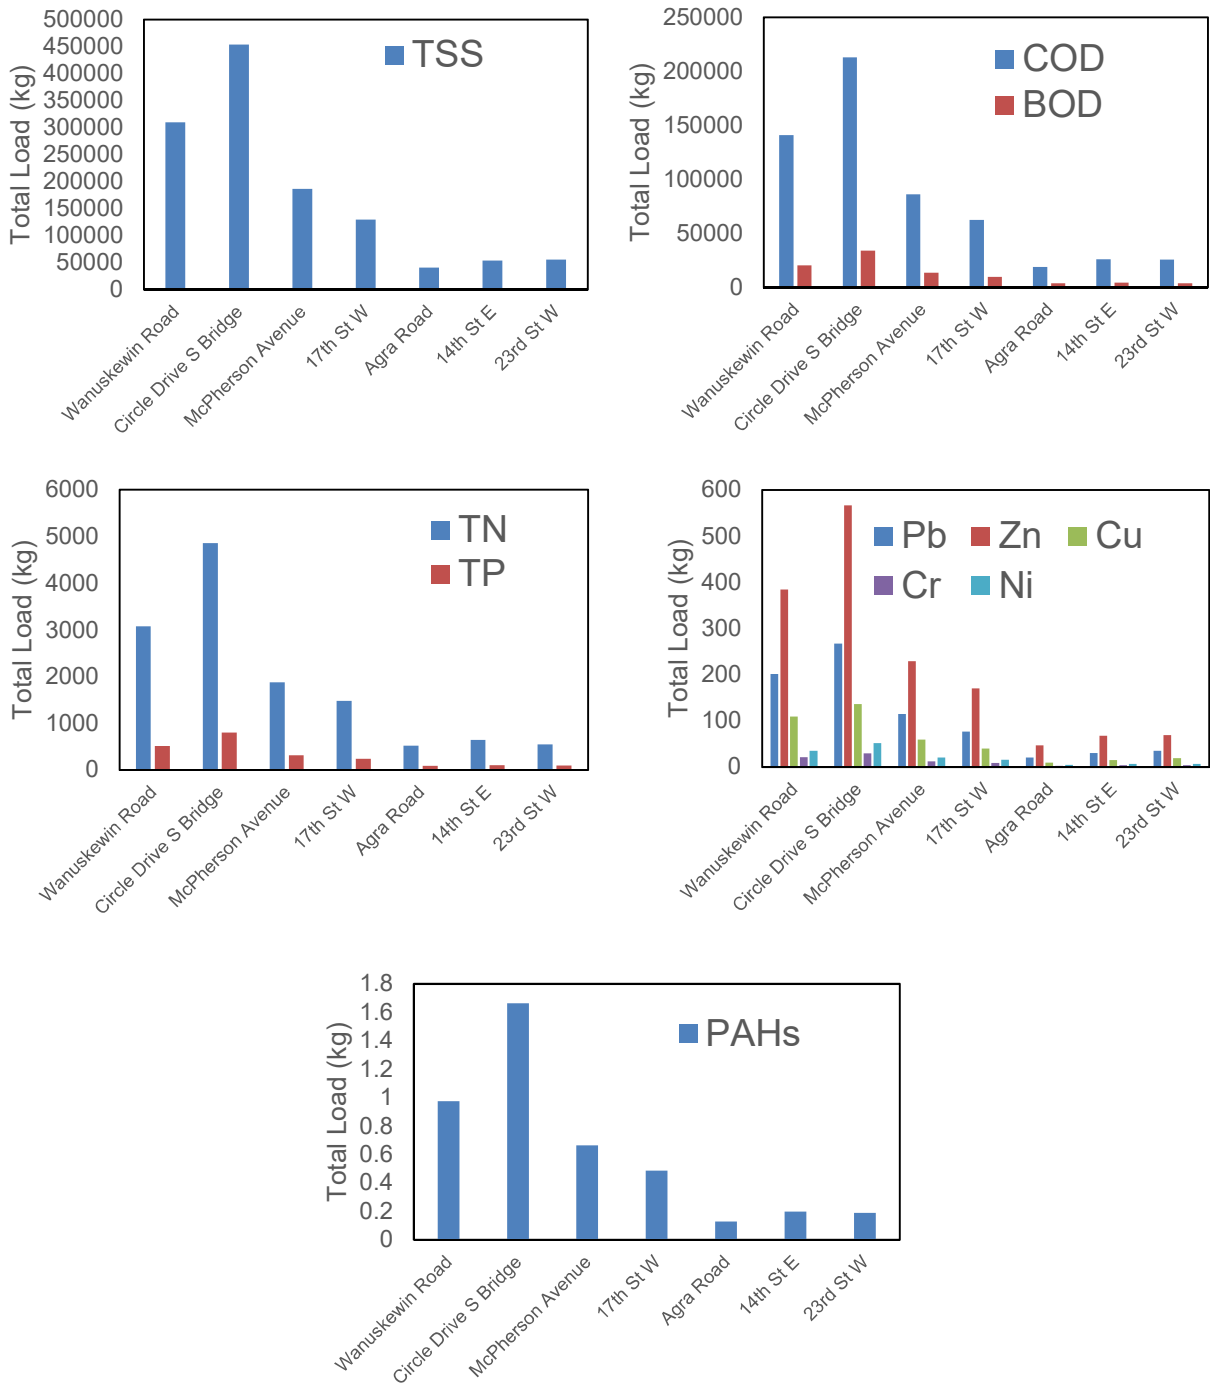 500000
450000
400000
350000
300000
250000
200000
150000
100000
50000
0
Total Load (kg)
TSS
Wanuskewin Road
Circle Drive S Bridge
McPherson Avenue
17th St W
Agra Road
14th St E
23rd St W
250000
200000
150000
100000
50000
0
Total Load (kg)
COD
BOD
Wanuskewin Road
Circle Drive S Bridge
McPherson Avenue
17th St W
Agra Road
14th St E
23rd St W
6000
5000
4000
3000
2000
1000
0
Total Load (kg)
TN
TP
Wanuskewin Road
Circle Drive S Bridge
McPherson Avenue
17th St W
Agra Road
14th St E
23rd St W
600
500
400
300
200
100
0
Total Load (kg)
Pb Zn Cu
Cr Ni
Wanuskewin Road
Circle Drive S Bridge
McPherson Avenue
17th St W
Agra Road
14th St E
23rd St W
1.8
1.6
1.4
1.2
1
0.8
0.6
0.4
0.2
0
Total Load (kg)
PAHs
Wanuskewin Road
Circle Drive S Bridge
McPherson Avenue
17th St W
Agra Road
14th St E
23rd St W